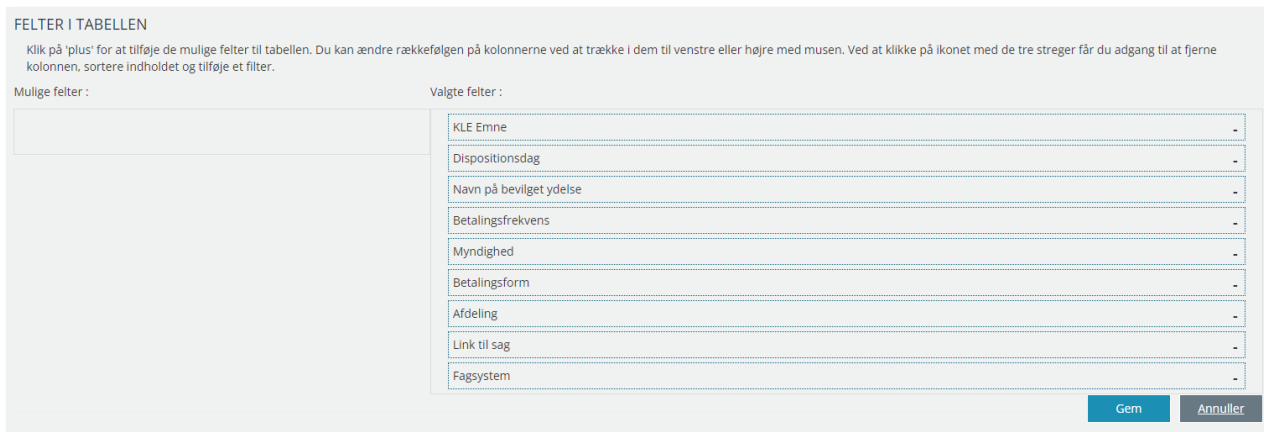 FELTER I TABELLEN
Klik på 'plus' for at tilføje de mulige felter til tabellen. Du kan ændre rækkefølgen på kolonnerne ved at trække i dem til venstre eller højre med musen. Ved at klikke på ikonet med de tre streger får du adgang til at fjerne
kolonnen, sortere indholdet og tilføje et filter.
Mulige felter :
Valgte felter :
KLE Emne -
Dispositionsdag -
Navn på bevilget ydelse -
Betalingsfrekvens -
Myndighed -
Betalingsform -
Afdeling -
Link til sag -
Fagsystem -
Gem Annuller